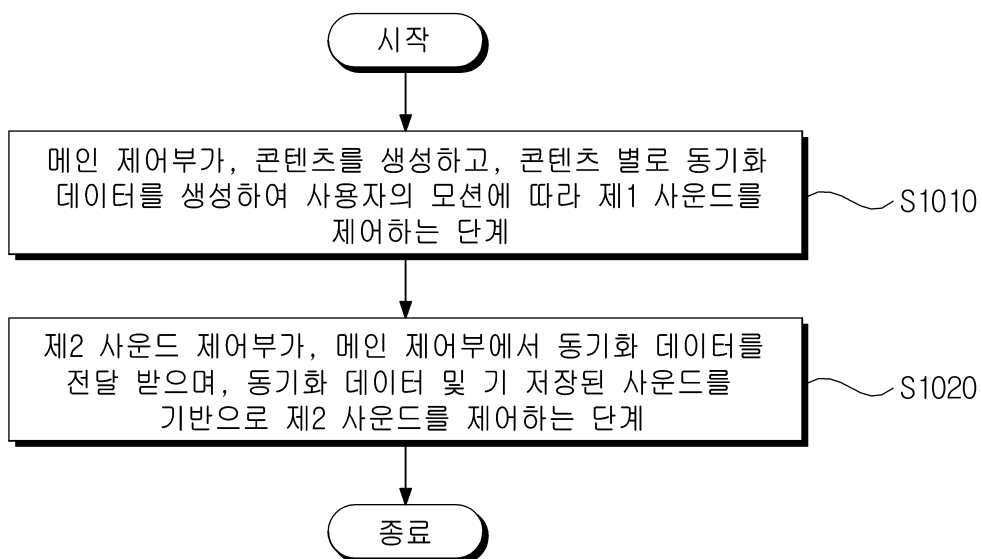 시작
메인 제어부가, 콘텐츠를 생성하고, 콘텐츠 별로 동기화
데이터를 생성하여 사용자의 모션에 따라 제1 사운드를
제어하는 단계
S1010
제2 사운드 제어부가, 메인 제어부에서 동기화 데이터를
전달 받으며, 동기화 데이터 및 기 저장된 사운드를
기반으로 제2 사운드를 제어하는 단계
S1020
종료